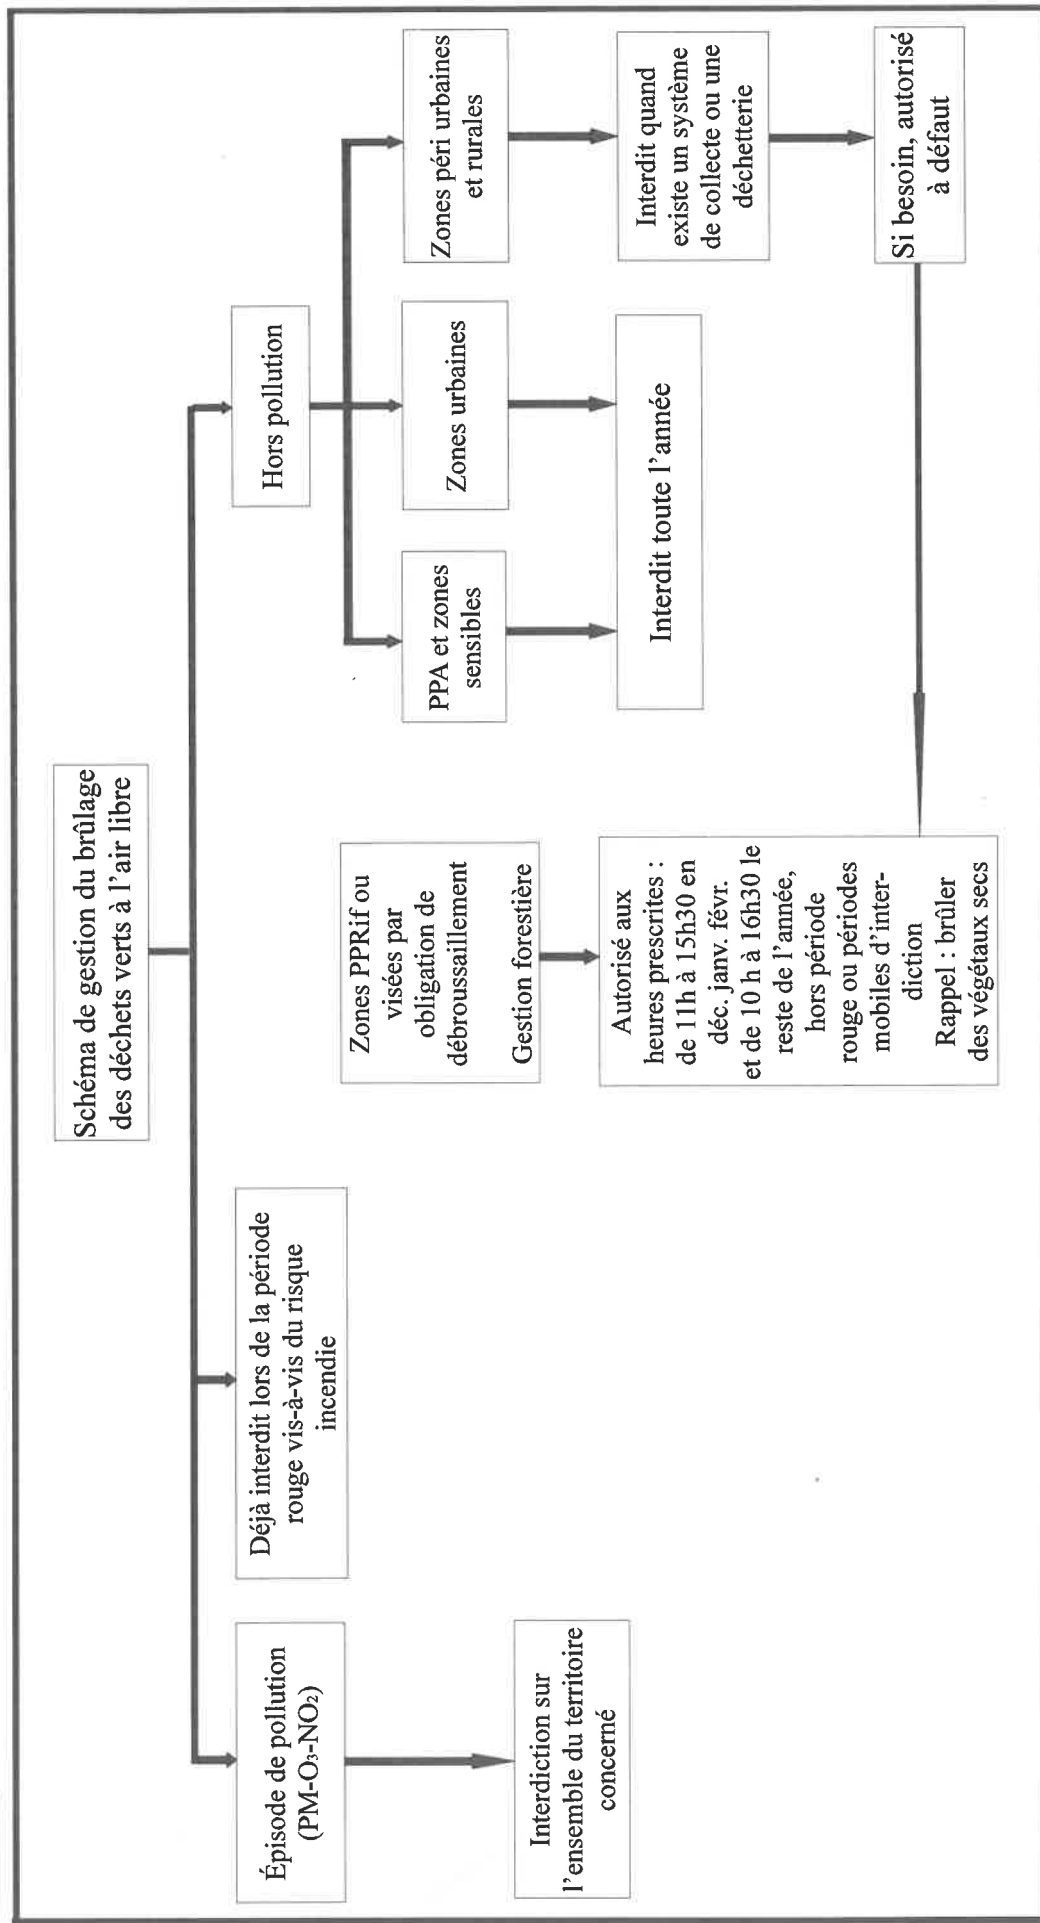 Schéma de gestion du brûlage
des déchets verts à l'air libre
Épisode de pollution
(PM-O₃-NO₂)
Interdiction sur
l'ensemble du territoire
concerné
Déjà interdit lors de la période
rouge vis-à-vis du risque
incendie
Hors pollution
Zones PPRif ou
visées par
obligation de
débroussaillement
Gestion forestière
Autorisé aux
heures prescrites :
de 11h à 15h30 en
déc. janv. févr.
et de 10 h à 16h30 le
reste de l'année,
hors période
rouge ou périodes
mobiles d'inter-
diction
Rappel : brûler
des végétaux secs
PPA et zones
sensibles
Zones urbaines
Interdit toute l'année
Zones péri urbaines
et rurales
Interdit quand
existe un système
de collecte ou une
déchetterie
Si besoin, autorisé
à défaut